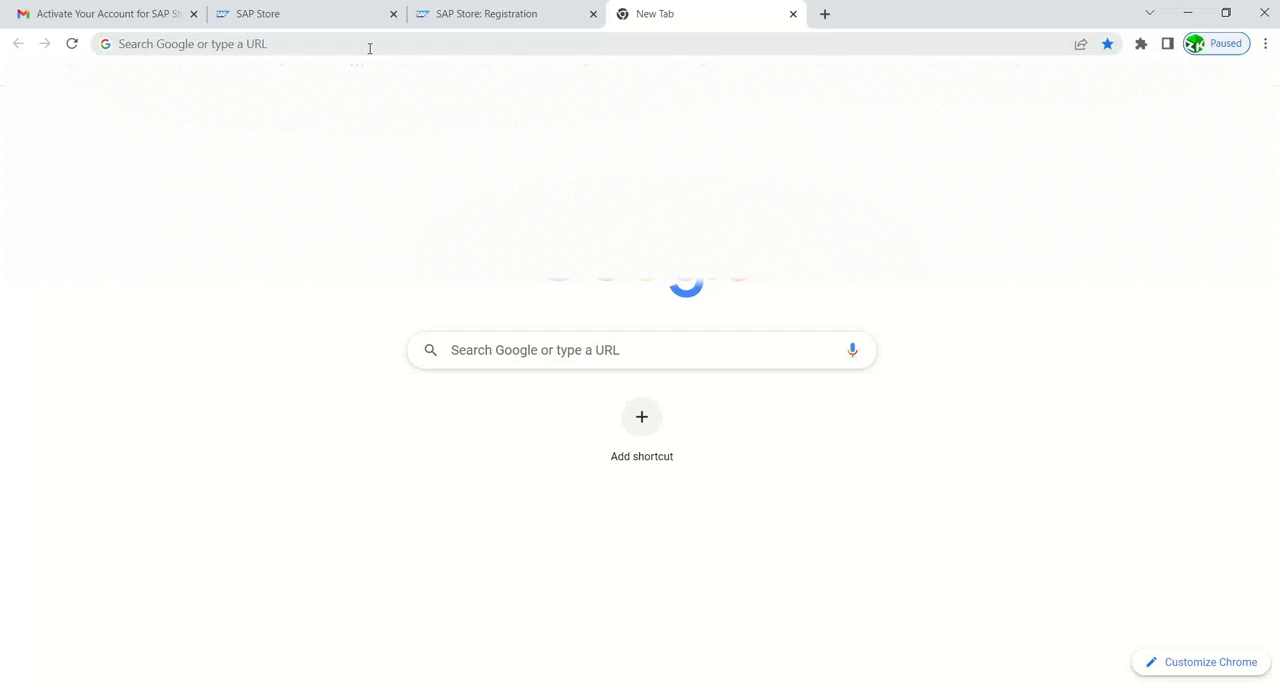 Activate Your Account for SAP St
SAP Store
SAP Store: Registration
New Tab
Search Google or type a URL
Paused
Search Google or type a URL
Add shortcut
Customize Chrome